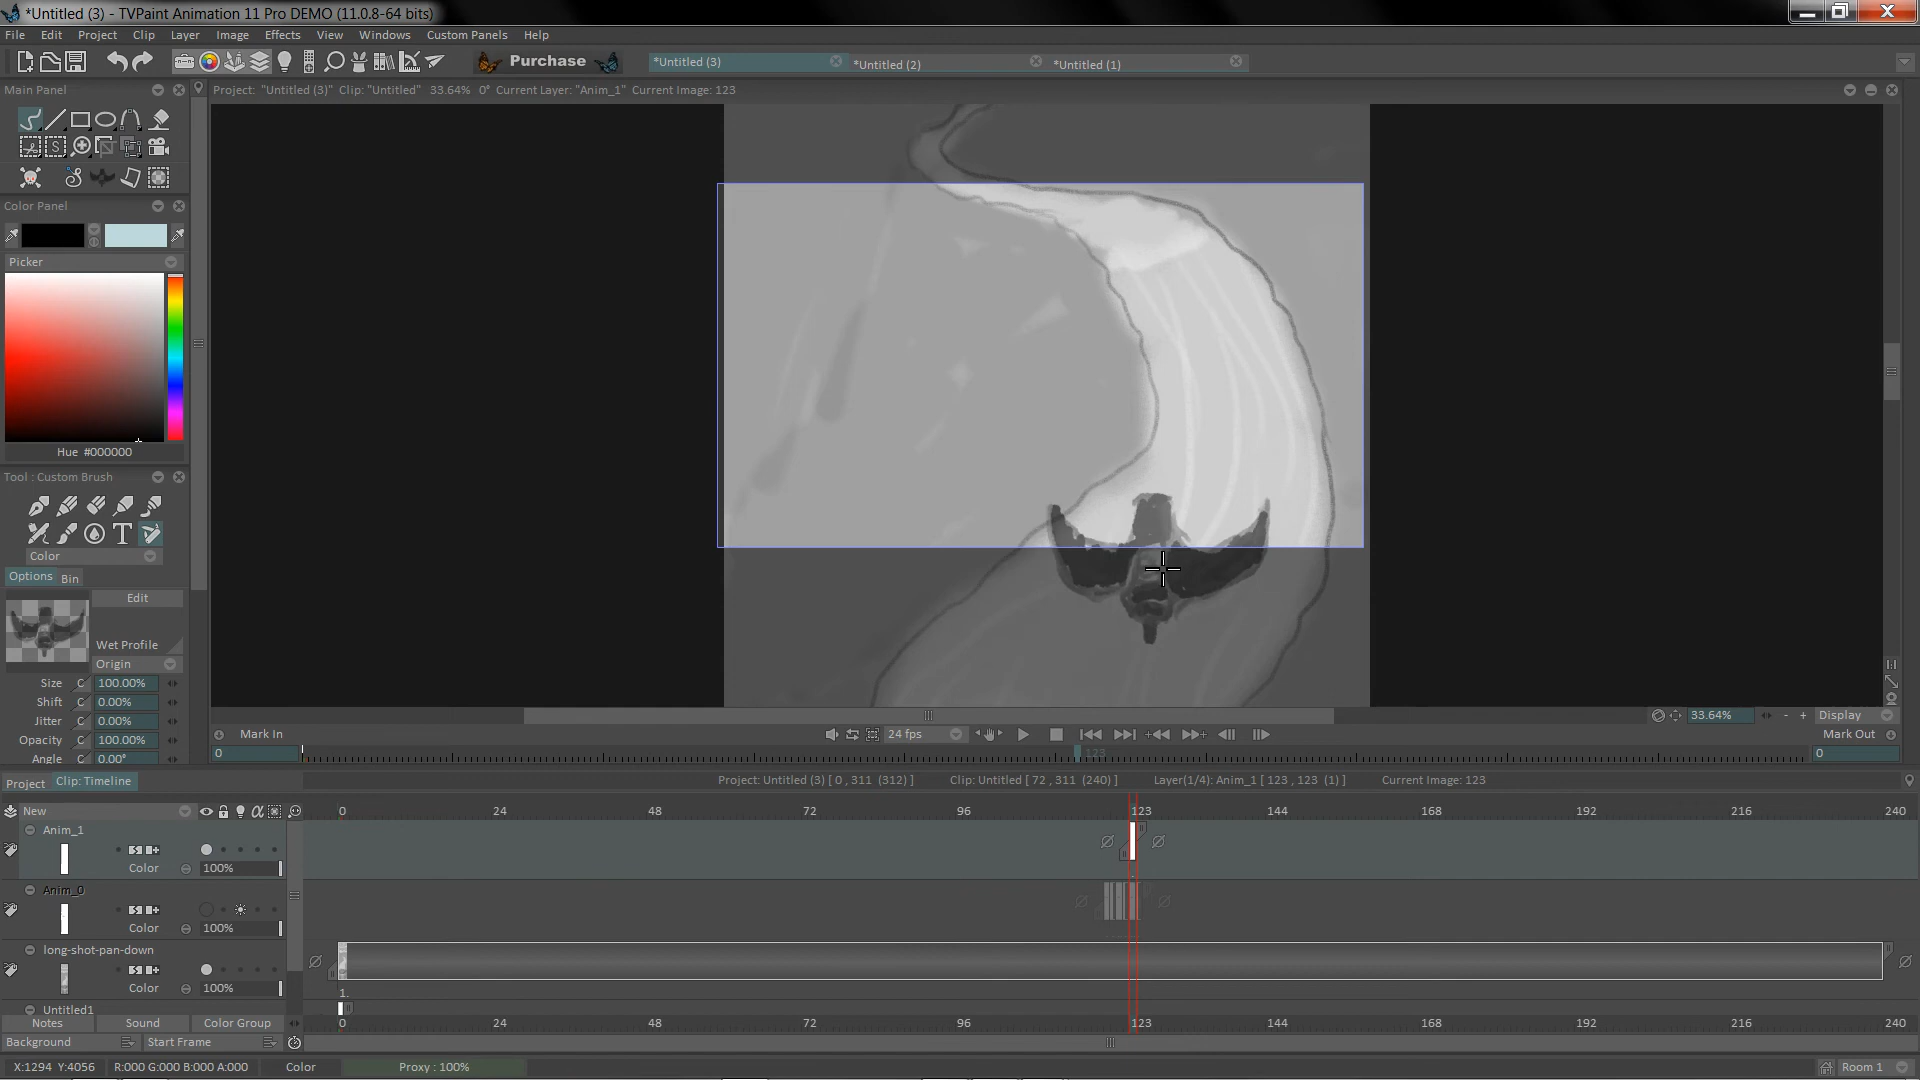 *Untitled (3) - TVPaint Animation 11 Pro DEMO (11.0.8-64 bits)
File Edit Project Clip Layer Image Effects View Windows Custom Panels Help
Purchase *Untitled (3) *Untitled (2) *Untitled (1)
Main Panel
Project: "Untitled (3)" Clip: "Untitled" 33.64% 0° Current Layer: "Anim_1" Current Image: 123
Color Panel
Picker
Hue #000000
Tool : Custom Brush
Color
Options Bin
Edit
Wet Profile
Origin
Size C 100.00%
Shift C 0.00%
Jitter C 0.00%
Opacity C 100.00%
Angle 0.00°
33.64% - + Display
Mark In 24 fps Mark Out
0 123 0
Project Clip: Timeline
Project: Untitled (3) [ 0 , 311 (312) ] Clip: Untitled [ 72 , 311 (240) ] Layer(1/4): Anim_1 [ 123 , 123 (1) ] Current Image: 123
New 0 24 48 72 96 123 144 168 192 216 240
Anim_1
Color 100%
Anim_0
Color 100%
long-shot-pan-down
Color 100%
1.
Untitled1
Notes Sound Color Group 0 24 48 72 96 123 144 168 192 216 240
Background Start Frame
X:1294 Y:4056 R:000 G:000 B:000 A:000 Color Proxy : 100% Room 1